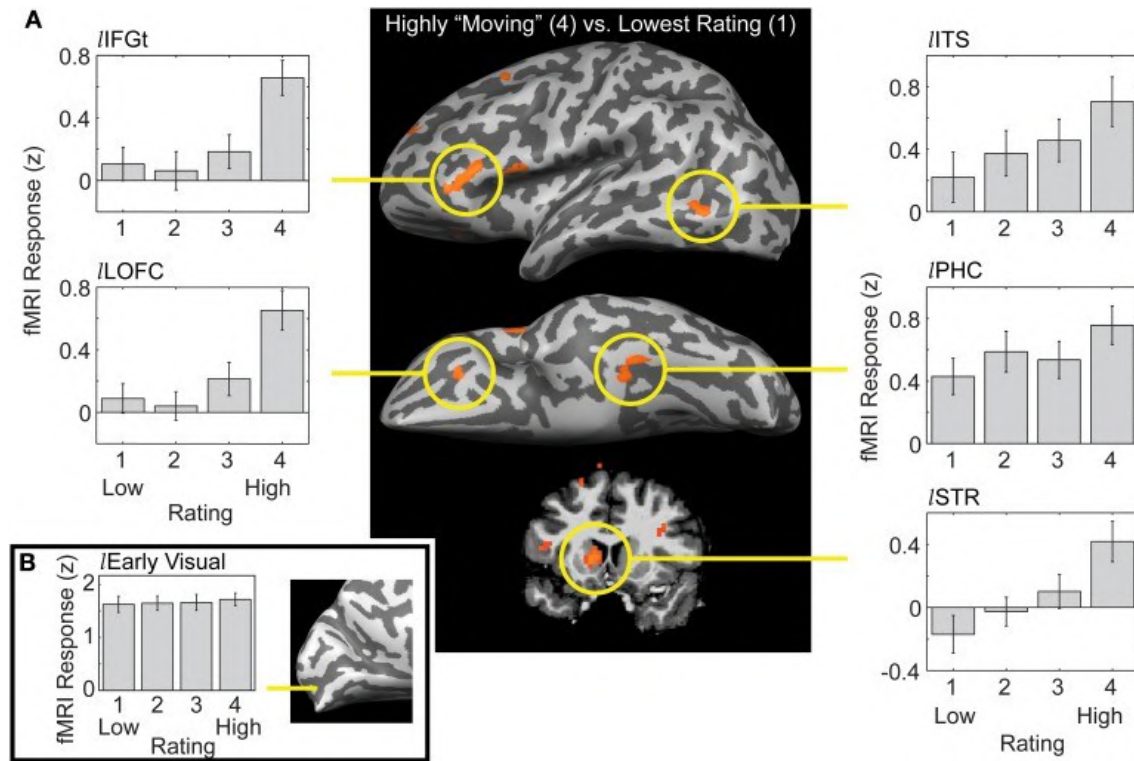 A
Highly “Moving” (4) vs. Lowest Rating (1)
lIFGt
0.8
0.4
0
1 2 3 4
lLOFC
0.8
0.4
0
1 2 3 4
Low High
Rating
fMRI Response (z)
lITS
0.8
0.4
0
1 2 3 4
lPHC
0.8
0.4
0
1 2 3 4
fMRI Response (z)
lSTR
0.4
0
-0.4
1 2 3 4
Low High
Rating
B
lEarly Visual
fMRI Response (z)
2
1
0
1 2 3 4
Low High
Rating